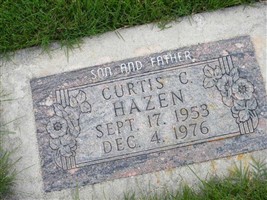 SON AND FATHER
CURTIS C.
HAZEN
SEPT. 17, 1953
DEC. 4, 1976